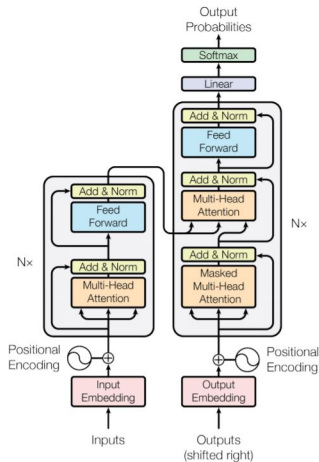 Output
Probabilities
Softmax
Linear
Add & Norm
Feed
Forward
Add & Norm
Multi-Head
Attention
Add & Norm
Masked
Multi-Head
Attention
N×
Add & Norm
Feed
Forward
Add & Norm
Multi-Head
Attention
N×
Positional
Encoding
Positional
Encoding
Input
Embedding
Output
Embedding
Inputs
Outputs
(shifted right)